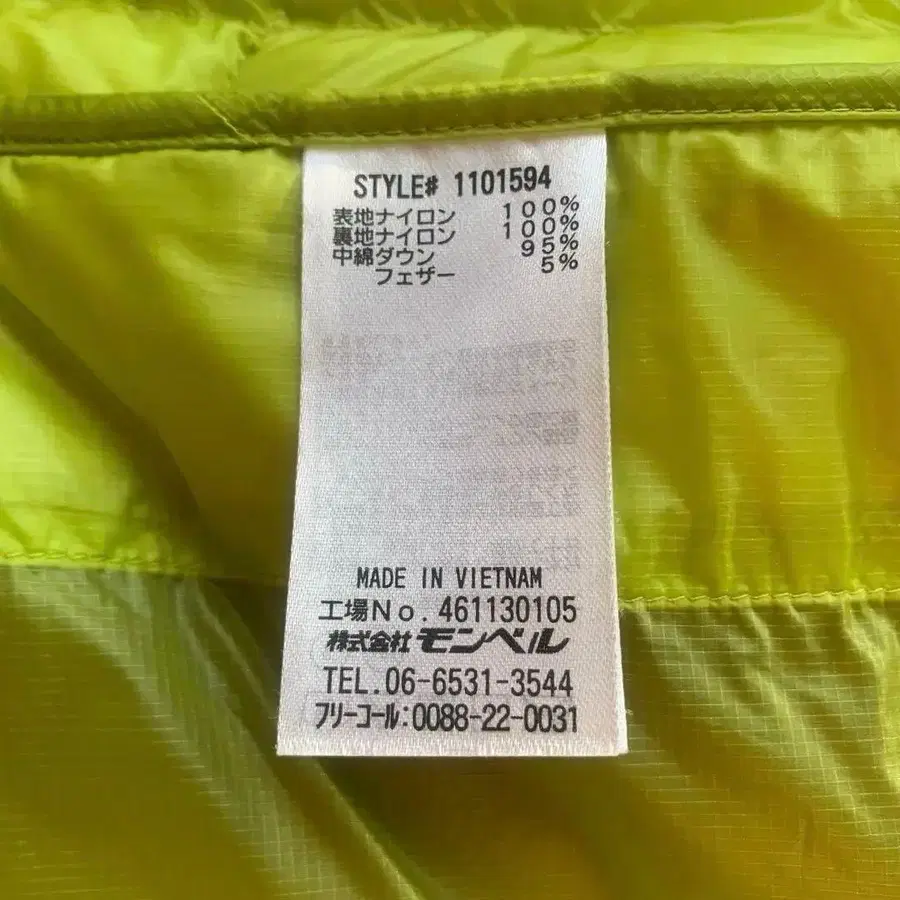 STYLE# 1101594
表地ナイロン 100%
裏地ナイロン 100%
中綿ダウン 95%
フェザー 5%
MADE IN VIETNAM
工場No. 461130105
株式会社 モンベル
TEL.06-6531-3544
フリーコール:0088-22-0031